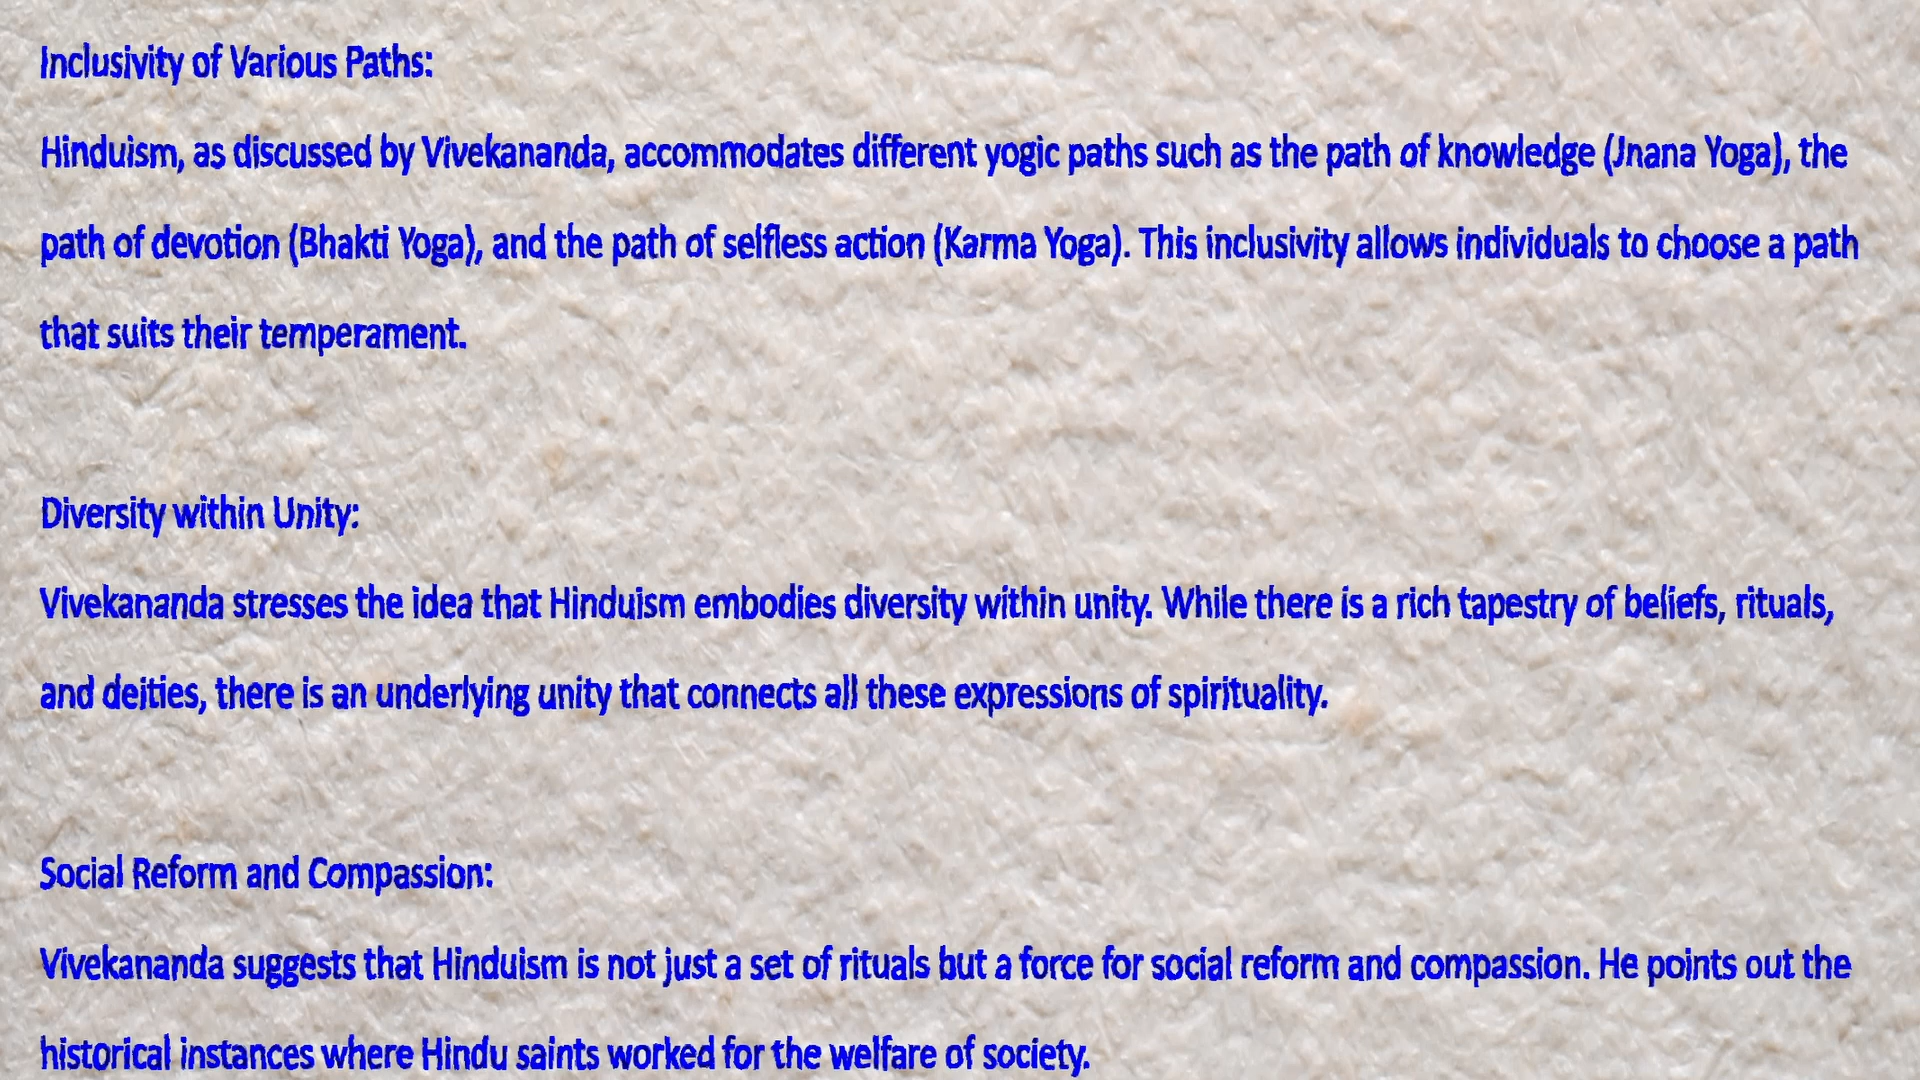 Inclusivity of Various Paths:
Hinduism, as discussed by Vivekananda, accommodates different yogic paths such as the path of knowledge (Jnana Yoga), the
path of devotion (Bhakti Yoga), and the path of selfless action (Karma Yoga). This inclusivity allows individuals to choose a path
that suits their temperament.
Diversity within Unity:
Vivekananda stresses the idea that Hinduism embodies diversity within unity. While there is a rich tapestry of beliefs, rituals,
and deities, there is an underlying unity that connects all these expressions of spirituality.
Social Reform and Compassion:
Vivekananda suggests that Hinduism is not just a set of rituals but a force for social reform and compassion. He points out the
historical instances where Hindu saints worked for the welfare of society.